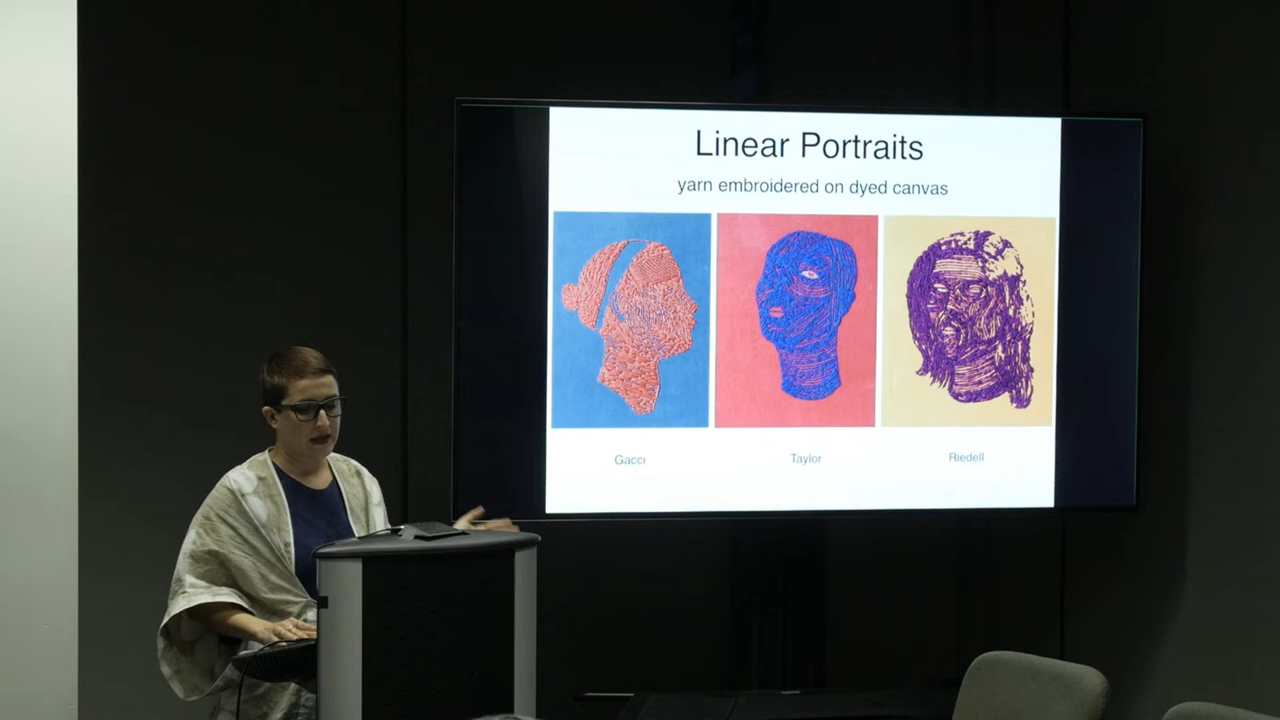 Linear Portraits
yarn embroidered on dyed canvas
Gacci
Taylor
Riedell